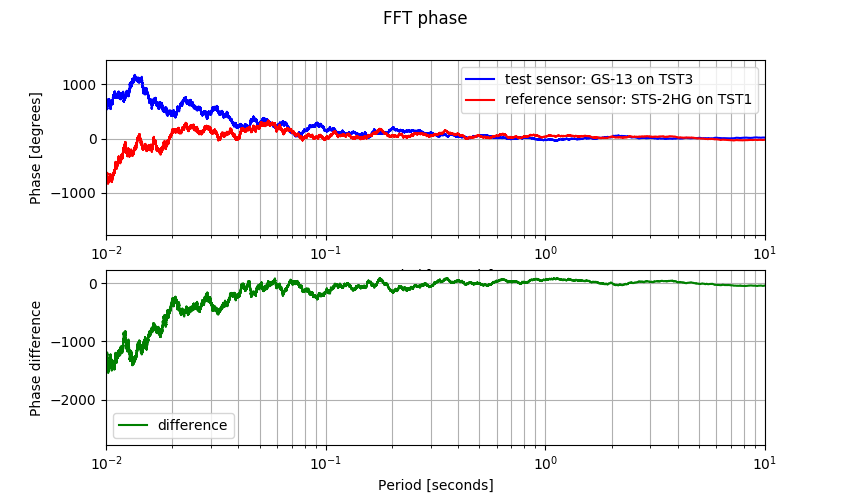 FFT phase
Phase [degrees]
1000
0
−1000
test sensor: GS-13 on TST3
reference sensor: STS-2HG on TST1
10⁻² 10⁻¹ 10⁰ 10¹
Phase difference
0
−1000
−2000
difference
10⁻² 10⁻¹ 10⁰ 10¹
Period [seconds]